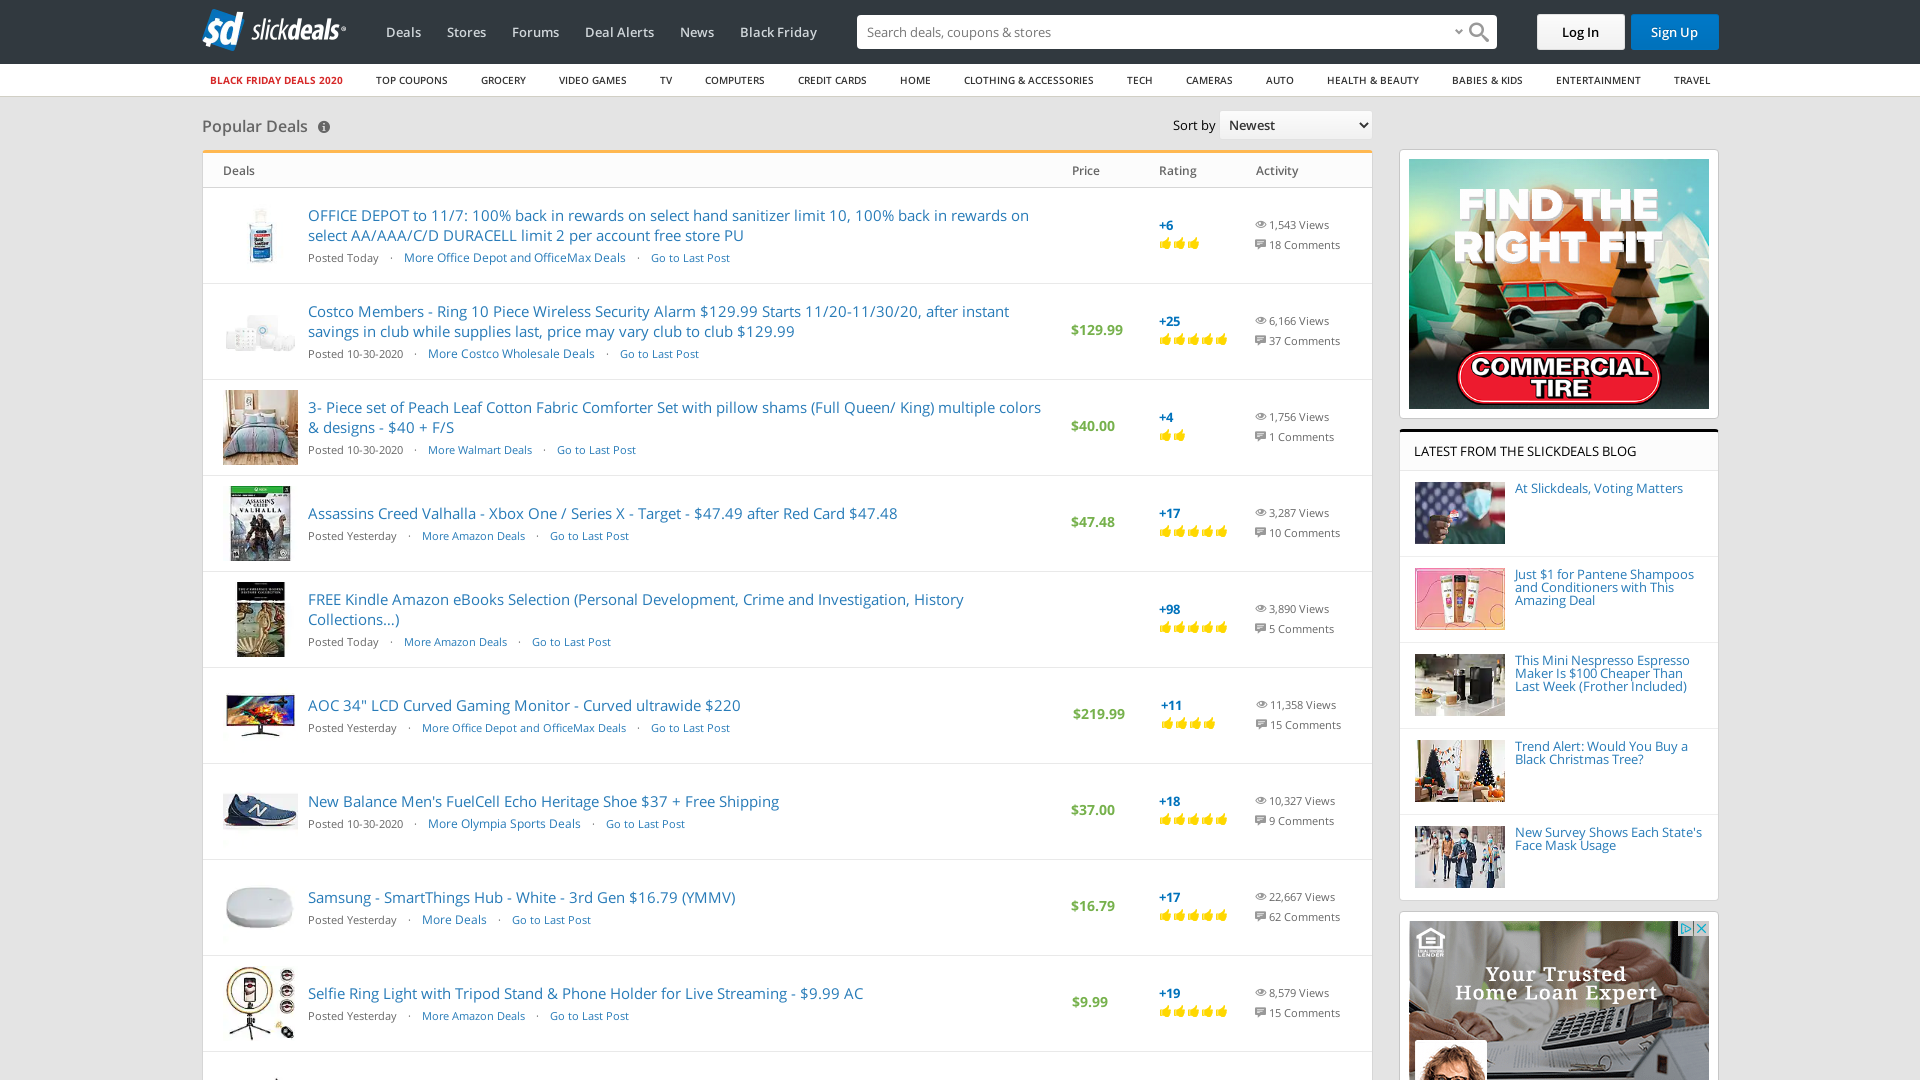 sd slickdeals
Deals
Stores
Forums
Deal Alerts
News
Black Friday
Search deals, coupons & stores
Log In
Sign Up
BLACK FRIDAY DEALS 2020
TOP COUPONS
GROCERY
VIDEO GAMES
TV
COMPUTERS
CREDIT CARDS
HOME
CLOTHING & ACCESSORIES
TECH
CAMERAS
AUTO
HEALTH & BEAUTY
BABIES & KIDS
ENTERTAINMENT
TRAVEL
Popular Deals
Sort by Newest
Deals
Price
Rating
Activity
OFFICE DEPOT to 11/7: 100% back in rewards on select hand sanitizer limit 10, 100% back in rewards on
select AA/AAA/C/D DURACELL limit 2 per account free store PU
Posted Today · More Office Depot and OfficeMax Deals · Go to Last Post
+6
1,543 Views
18 Comments
Costco Members - Ring 10 Piece Wireless Security Alarm $129.99 Starts 11/20-11/30/20, after instant
savings in club while supplies last, price may vary club to club $129.99
Posted 10-30-2020 · More Costco Wholesale Deals · Go to Last Post
$129.99
+25
6,166 Views
37 Comments
3- Piece set of Peach Leaf Cotton Fabric Comforter Set with pillow shams (Full Queen/ King) multiple colors
& designs - $40 + F/S
Posted 10-30-2020 · More Walmart Deals · Go to Last Post
$40.00
+4
1,756 Views
1 Comments
ASSASSIN'S
CREED
VALHALLA
Assassins Creed Valhalla - Xbox One / Series X - Target - $47.49 after Red Card $47.48
Posted Yesterday · More Amazon Deals · Go to Last Post
$47.48
+17
3,287 Views
10 Comments
FREE Kindle Amazon eBooks Selection (Personal Development, Crime and Investigation, History
Collections...)
Posted Today · More Amazon Deals · Go to Last Post
+98
3,890 Views
5 Comments
AOC 34" LCD Curved Gaming Monitor - Curved ultrawide $220
Posted Yesterday · More Office Depot and OfficeMax Deals · Go to Last Post
$219.99
+11
11,358 Views
15 Comments
New Balance Men's FuelCell Echo Heritage Shoe $37 + Free Shipping
Posted 10-30-2020 · More Olympia Sports Deals · Go to Last Post
$37.00
+18
10,327 Views
9 Comments
Samsung - SmartThings Hub - White - 3rd Gen $16.79 (YMMV)
Posted Yesterday · More Deals · Go to Last Post
$16.79
+17
22,667 Views
62 Comments
Selfie Ring Light with Tripod Stand & Phone Holder for Live Streaming - $9.99 AC
Posted Yesterday · More Amazon Deals · Go to Last Post
$9.99
+19
8,579 Views
15 Comments
FIND THE
RIGHT FIT
COMMERCIAL
TIRE
LATEST FROM THE SLICKDEALS BLOG
At Slickdeals, Voting Matters
Just $1 for Pantene Shampoos
and Conditioners with This
Amazing Deal
This Mini Nespresso Espresso
Maker Is $100 Cheaper Than
Last Week (Frother Included)
Trend Alert: Would You Buy a
Black Christmas Tree?
New Survey Shows Each State's
Face Mask Usage
Your Trusted
Home Loan Expert